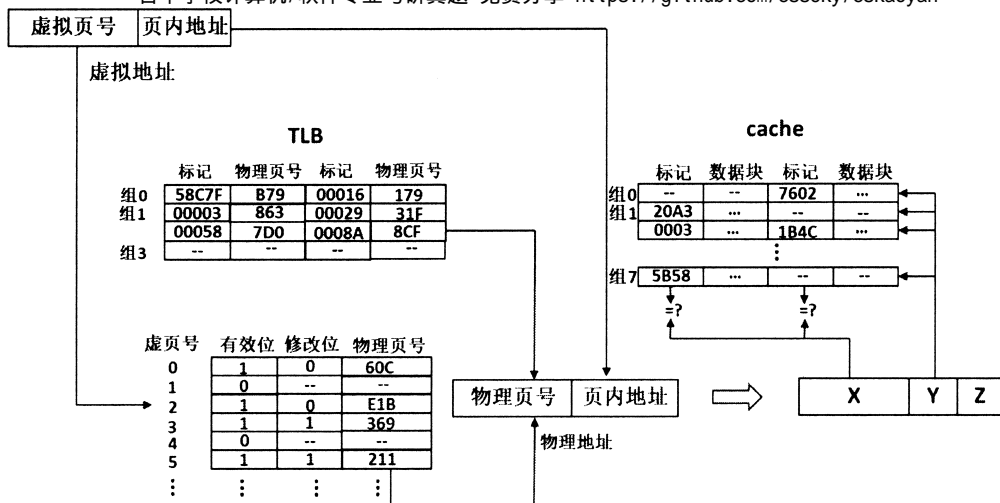 虚拟页号 页内地址
虚拟地址
TLB
cache
标记 物理页号 标记 物理页号
组0 58C7F B79 00016 179
组1 00003 863 00029 31F
00058 7D0 0008A 8CF
组3 -- -- -- --
标记 数据块 标记 数据块
组0 -- -- 7602 ...
组1 20A3 ... -- --
0003 ... 1B4C ...
⋮
组7 5B58 ... -- --
=? =?
虚页号 有效位 修改位 物理页号
0 1 0 60C
1 0 -- --
2 1 0 E1B
3 1 1 369
4 0 -- --
5 1 1 211
⋮ ⋮ ⋮ ⋮
物理页号 页内地址
物理地址
X Y Z